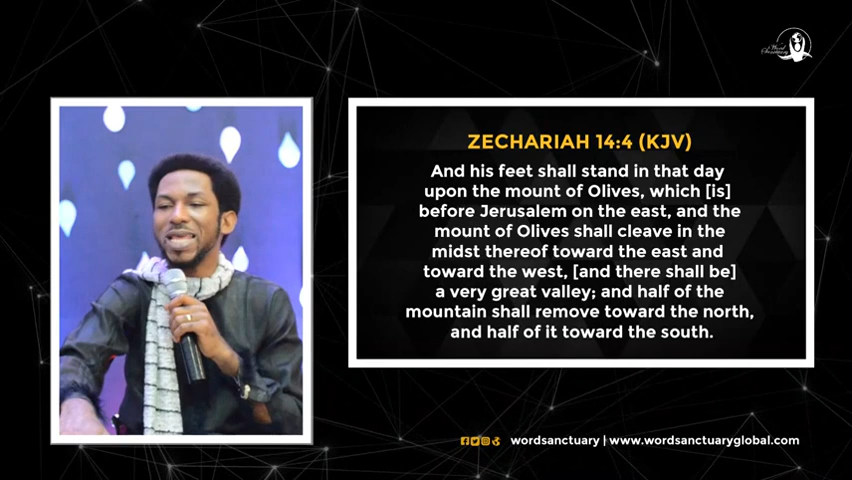 Word
Sanctuary
ZECHARIAH 14:4 (KJV)
And his feet shall stand in that day
upon the mount of Olives, which [is]
before Jerusalem on the east, and the
mount of Olives shall cleave in the
midst thereof toward the east and
toward the west, [and there shall be]
a very great valley; and half of the
mountain shall remove toward the north,
and half of it toward the south.
wordsanctuary | www.wordsanctuaryglobal.com